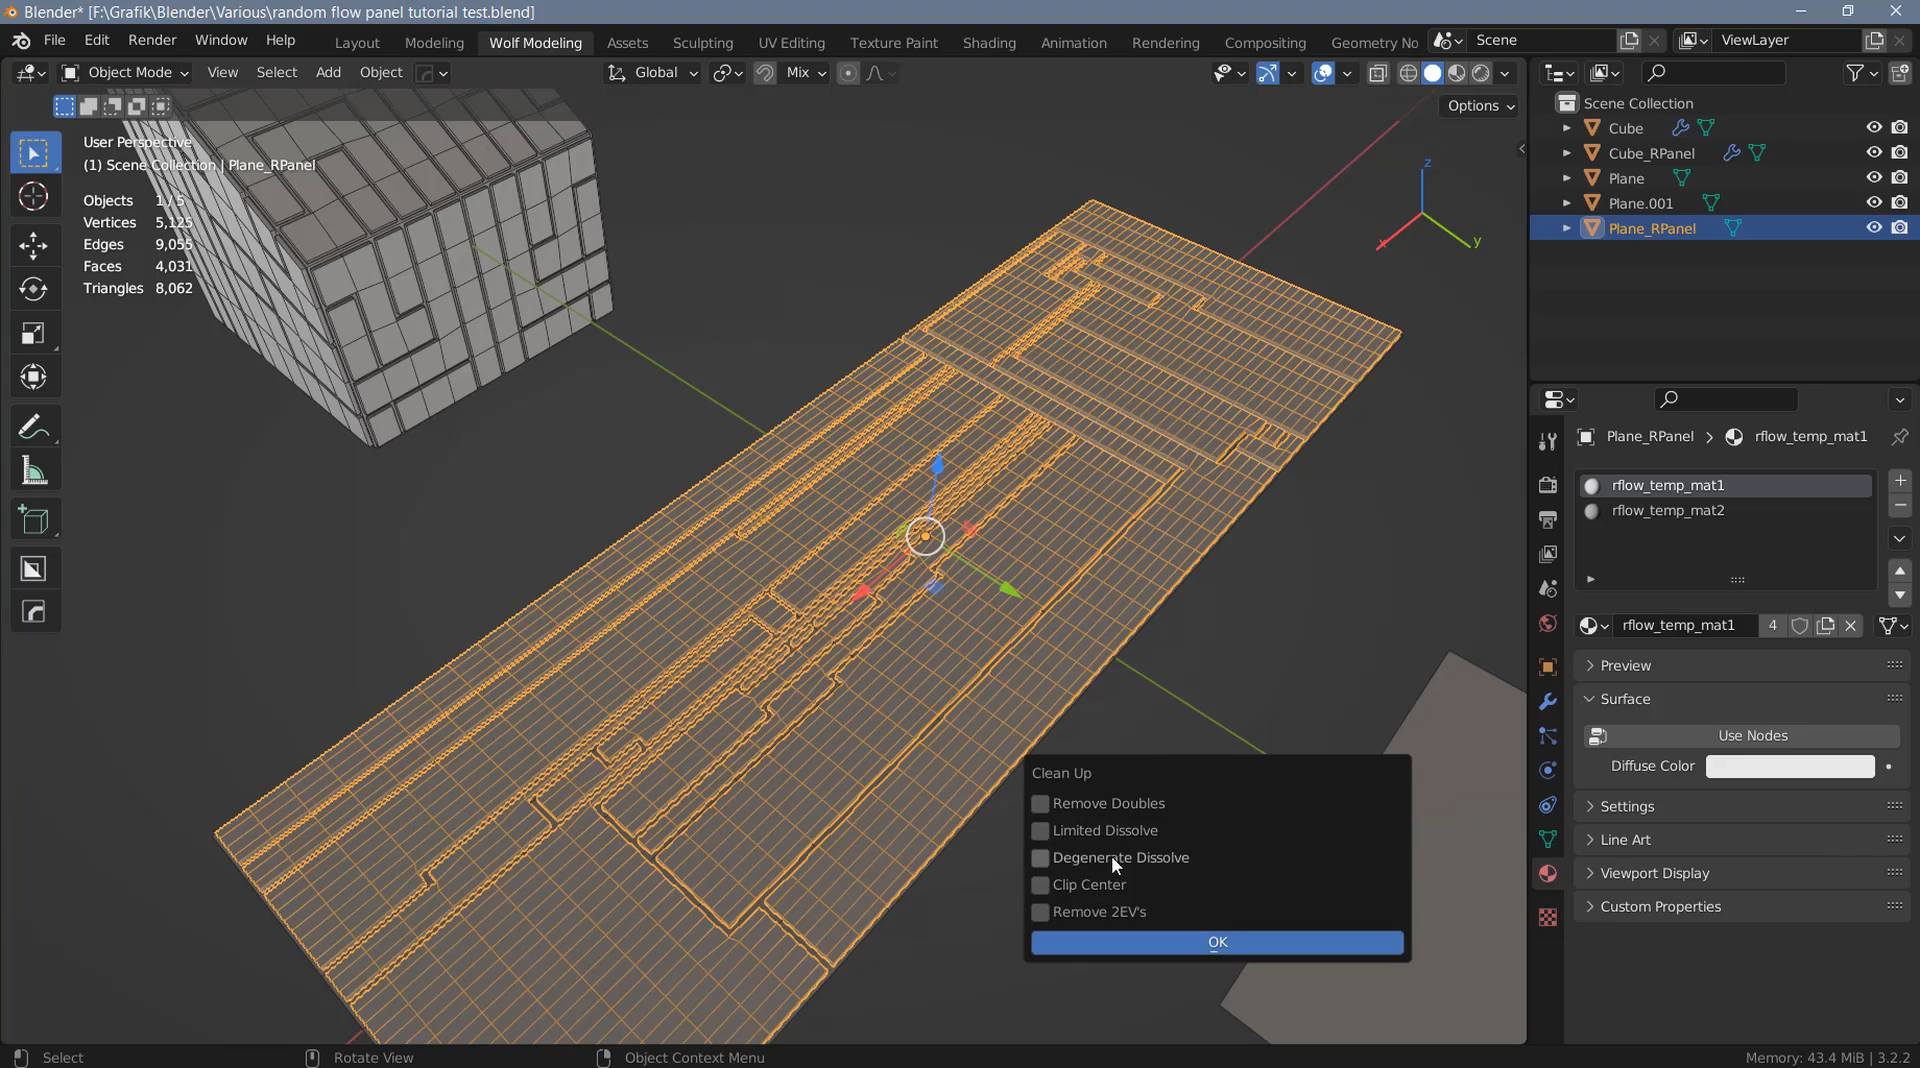 Blender* [F:\Grafik\Blender\Various\random flow panel tutorial test.blend]
File Edit Render Window Help
Layout Modeling Wolf Modeling Assets Sculpting UV Editing Texture Paint Shading Animation Rendering Compositing Geometry No
Scene
ViewLayer
Object Mode View Select Add Object
Global
Mix
Options
User Perspective
(1) Scene Collection | Plane_RPanel
Objects 1/5
Vertices 5,125
Edges 9,055
Faces 4,031
Triangles 8,062
z
y
x
Clean Up
Remove Doubles
Limited Dissolve
Degenerate Dissolve
Clip Center
Remove 2EV's
OK
Scene Collection
Cube
Cube_RPanel
Plane
Plane.001
Plane_RPanel
Plane_RPanel > rflow_temp_mat1
rflow_temp_mat1
rflow_temp_mat2
rflow_temp_mat1 4
Preview
Surface
Use Nodes
Diffuse Color
Settings
Line Art
Viewport Display
Custom Properties
Select
Rotate View
Object Context Menu
Memory: 43.4 MiB | 3.2.2